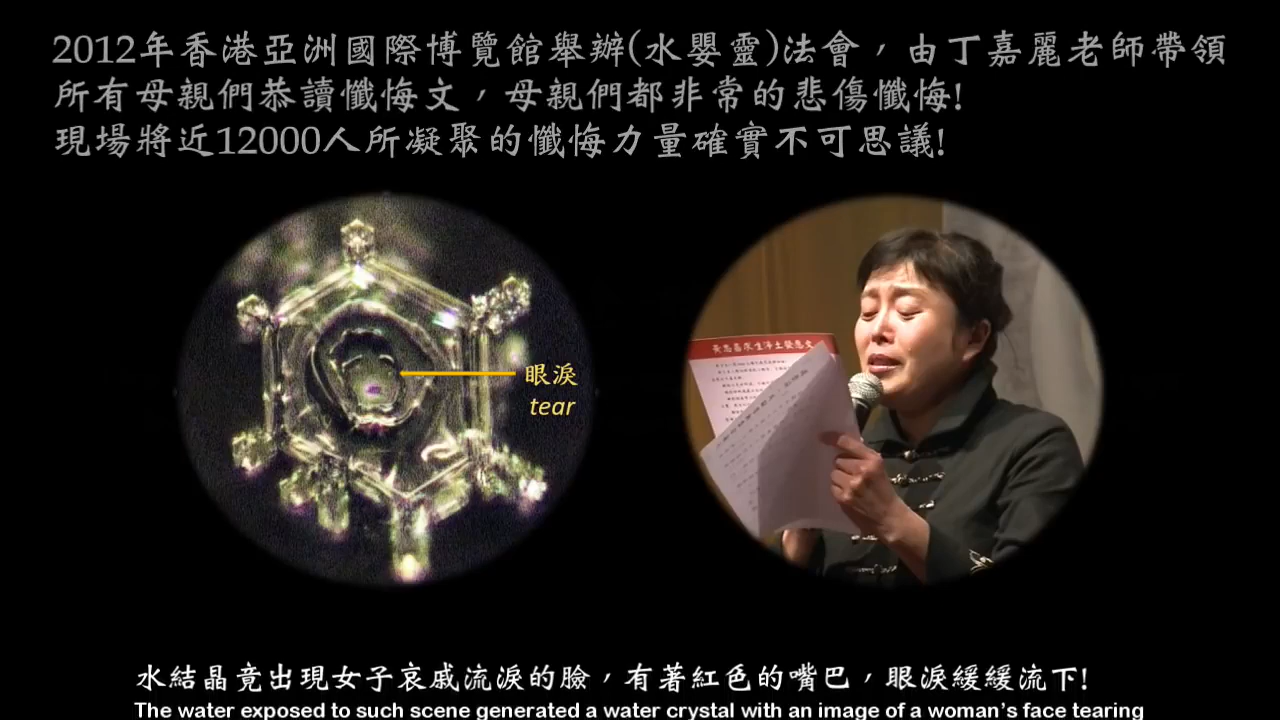 2012年香港亞洲國際博覽館舉辦(水嬰靈)法會，由丁嘉麗老師帶領
所有母親們恭讀懺悔文，母親們都非常的悲傷懺悔!
現場將近12000人所凝聚的懺悔力量確實不可思議!
眼淚
tear
水結晶竟出現女子哀戚流淚的臉，有著紅色的嘴巴，眼淚緩緩流下!
The water exposed to such scene generated a water crystal with an image of a woman's face tearing